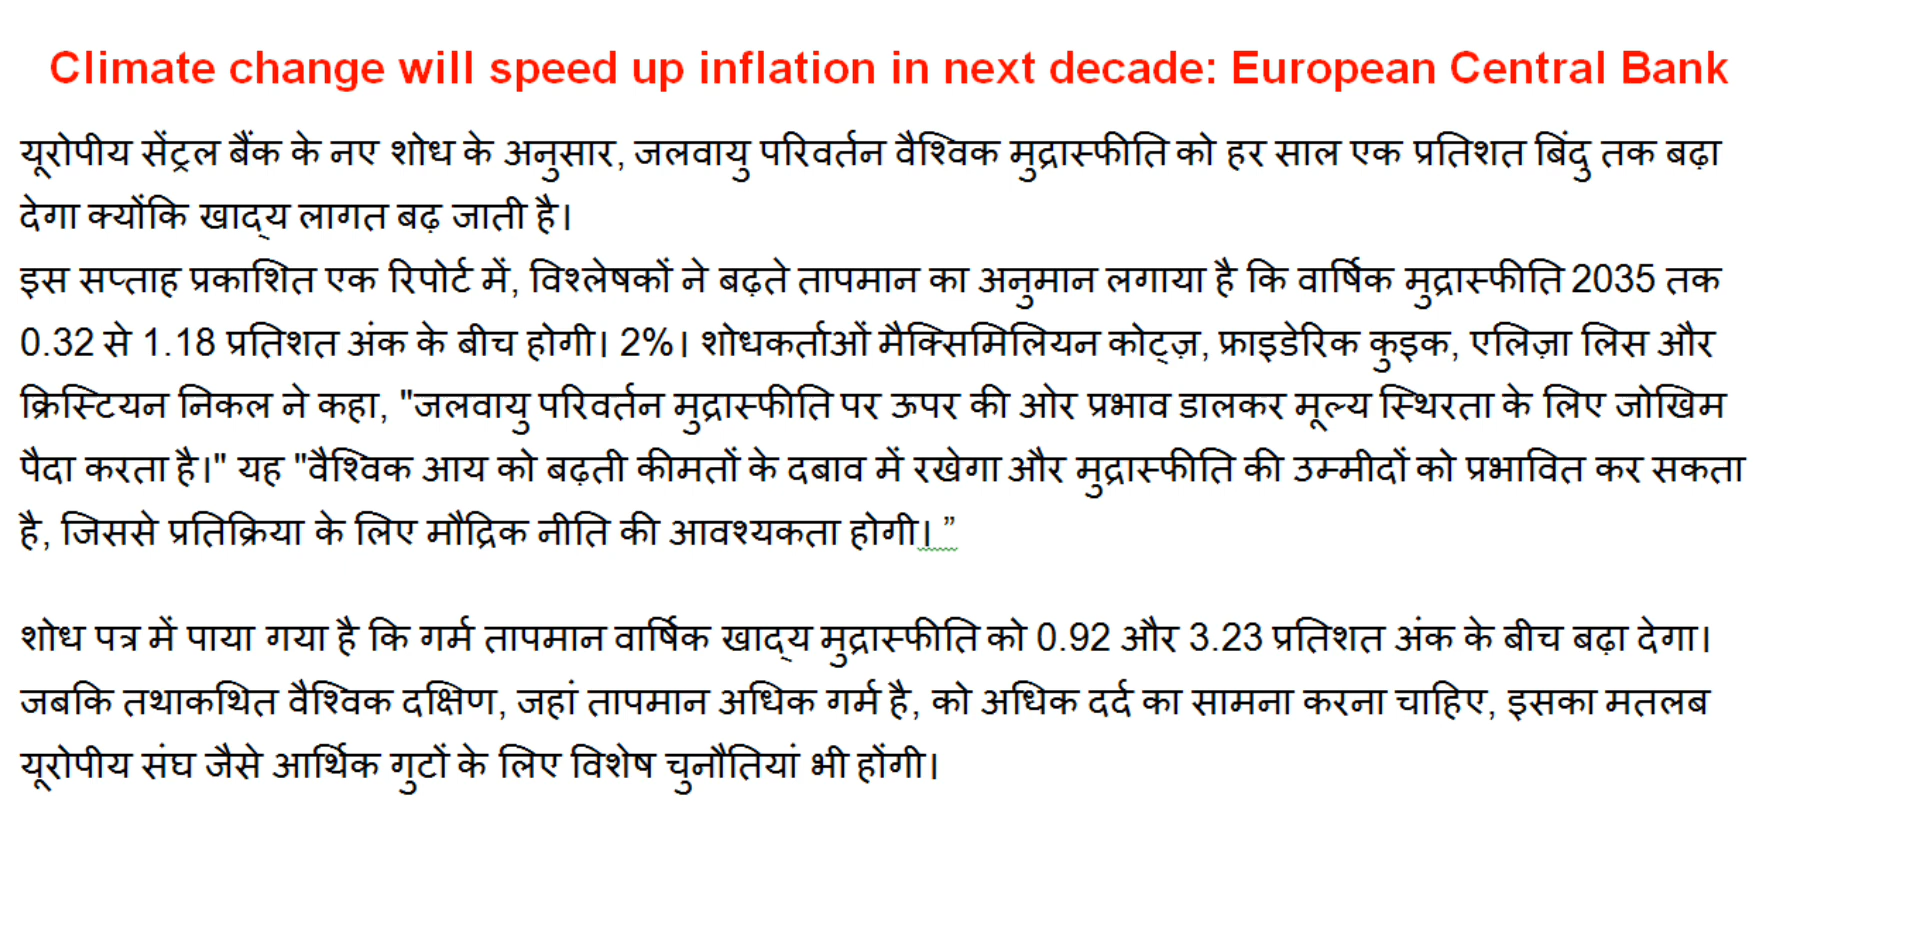 Climate change will speed up inflation in next decade: European Central Bank
यूरोपीय सेंट्रल बैंक के नए शोध के अनुसार, जलवायु परिवर्तन वैश्विक मुद्रास्फीति को हर साल एक प्रतिशत बिंदु तक बढ़ा
देगा क्योंकि खाद्य लागत बढ़ जाती है।
इस सप्ताह प्रकाशित एक रिपोर्ट में, विश्लेषकों ने बढ़ते तापमान का अनुमान लगाया है कि वार्षिक मुद्रास्फीति 2035 तक
0.32 से 1.18 प्रतिशत अंक के बीच होगी। 2%। शोधकर्ताओं मैक्सिमिलियन कोट्ज़, फ्राइडेरिक कुइक, एलिज़ा लिस और
क्रिस्टियन निकल ने कहा, "जलवायु परिवर्तन मुद्रास्फीति पर ऊपर की ओर प्रभाव डालकर मूल्य स्थिरता के लिए जोखिम
पैदा करता है।" यह "वैश्विक आय को बढ़ती कीमतों के दबाव में रखेगा और मुद्रास्फीति की उम्मीदों को प्रभावित कर सकता
है, जिससे प्रतिक्रिया के लिए मौद्रिक नीति की आवश्यकता होगी। ”
शोध पत्र में पाया गया है कि गर्म तापमान वार्षिक खाद्य मुद्रास्फीति को 0.92 और 3.23 प्रतिशत अंक के बीच बढ़ा देगा।
जबकि तथाकथित वैश्विक दक्षिण, जहां तापमान अधिक गर्म है, को अधिक दर्द का सामना करना चाहिए, इसका मतलब
यूरोपीय संघ जैसे आर्थिक गुटों के लिए विशेष चुनौतियां भी होंगी।